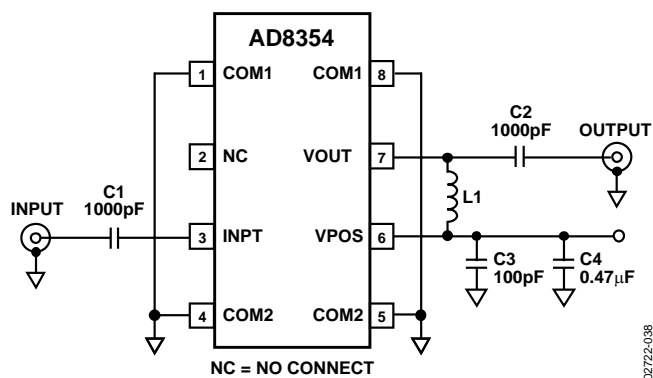 AD8354
1 COM1 COM1 8
C2
1000pF
OUTPUT
2 NC VOUT 7
C1
1000pF
L1
INPUT
3 INPT VPOS 6
C3
100pF
C4
0.47µF
4 COM2 COM2 5
NC = NO CONNECT
02722-038